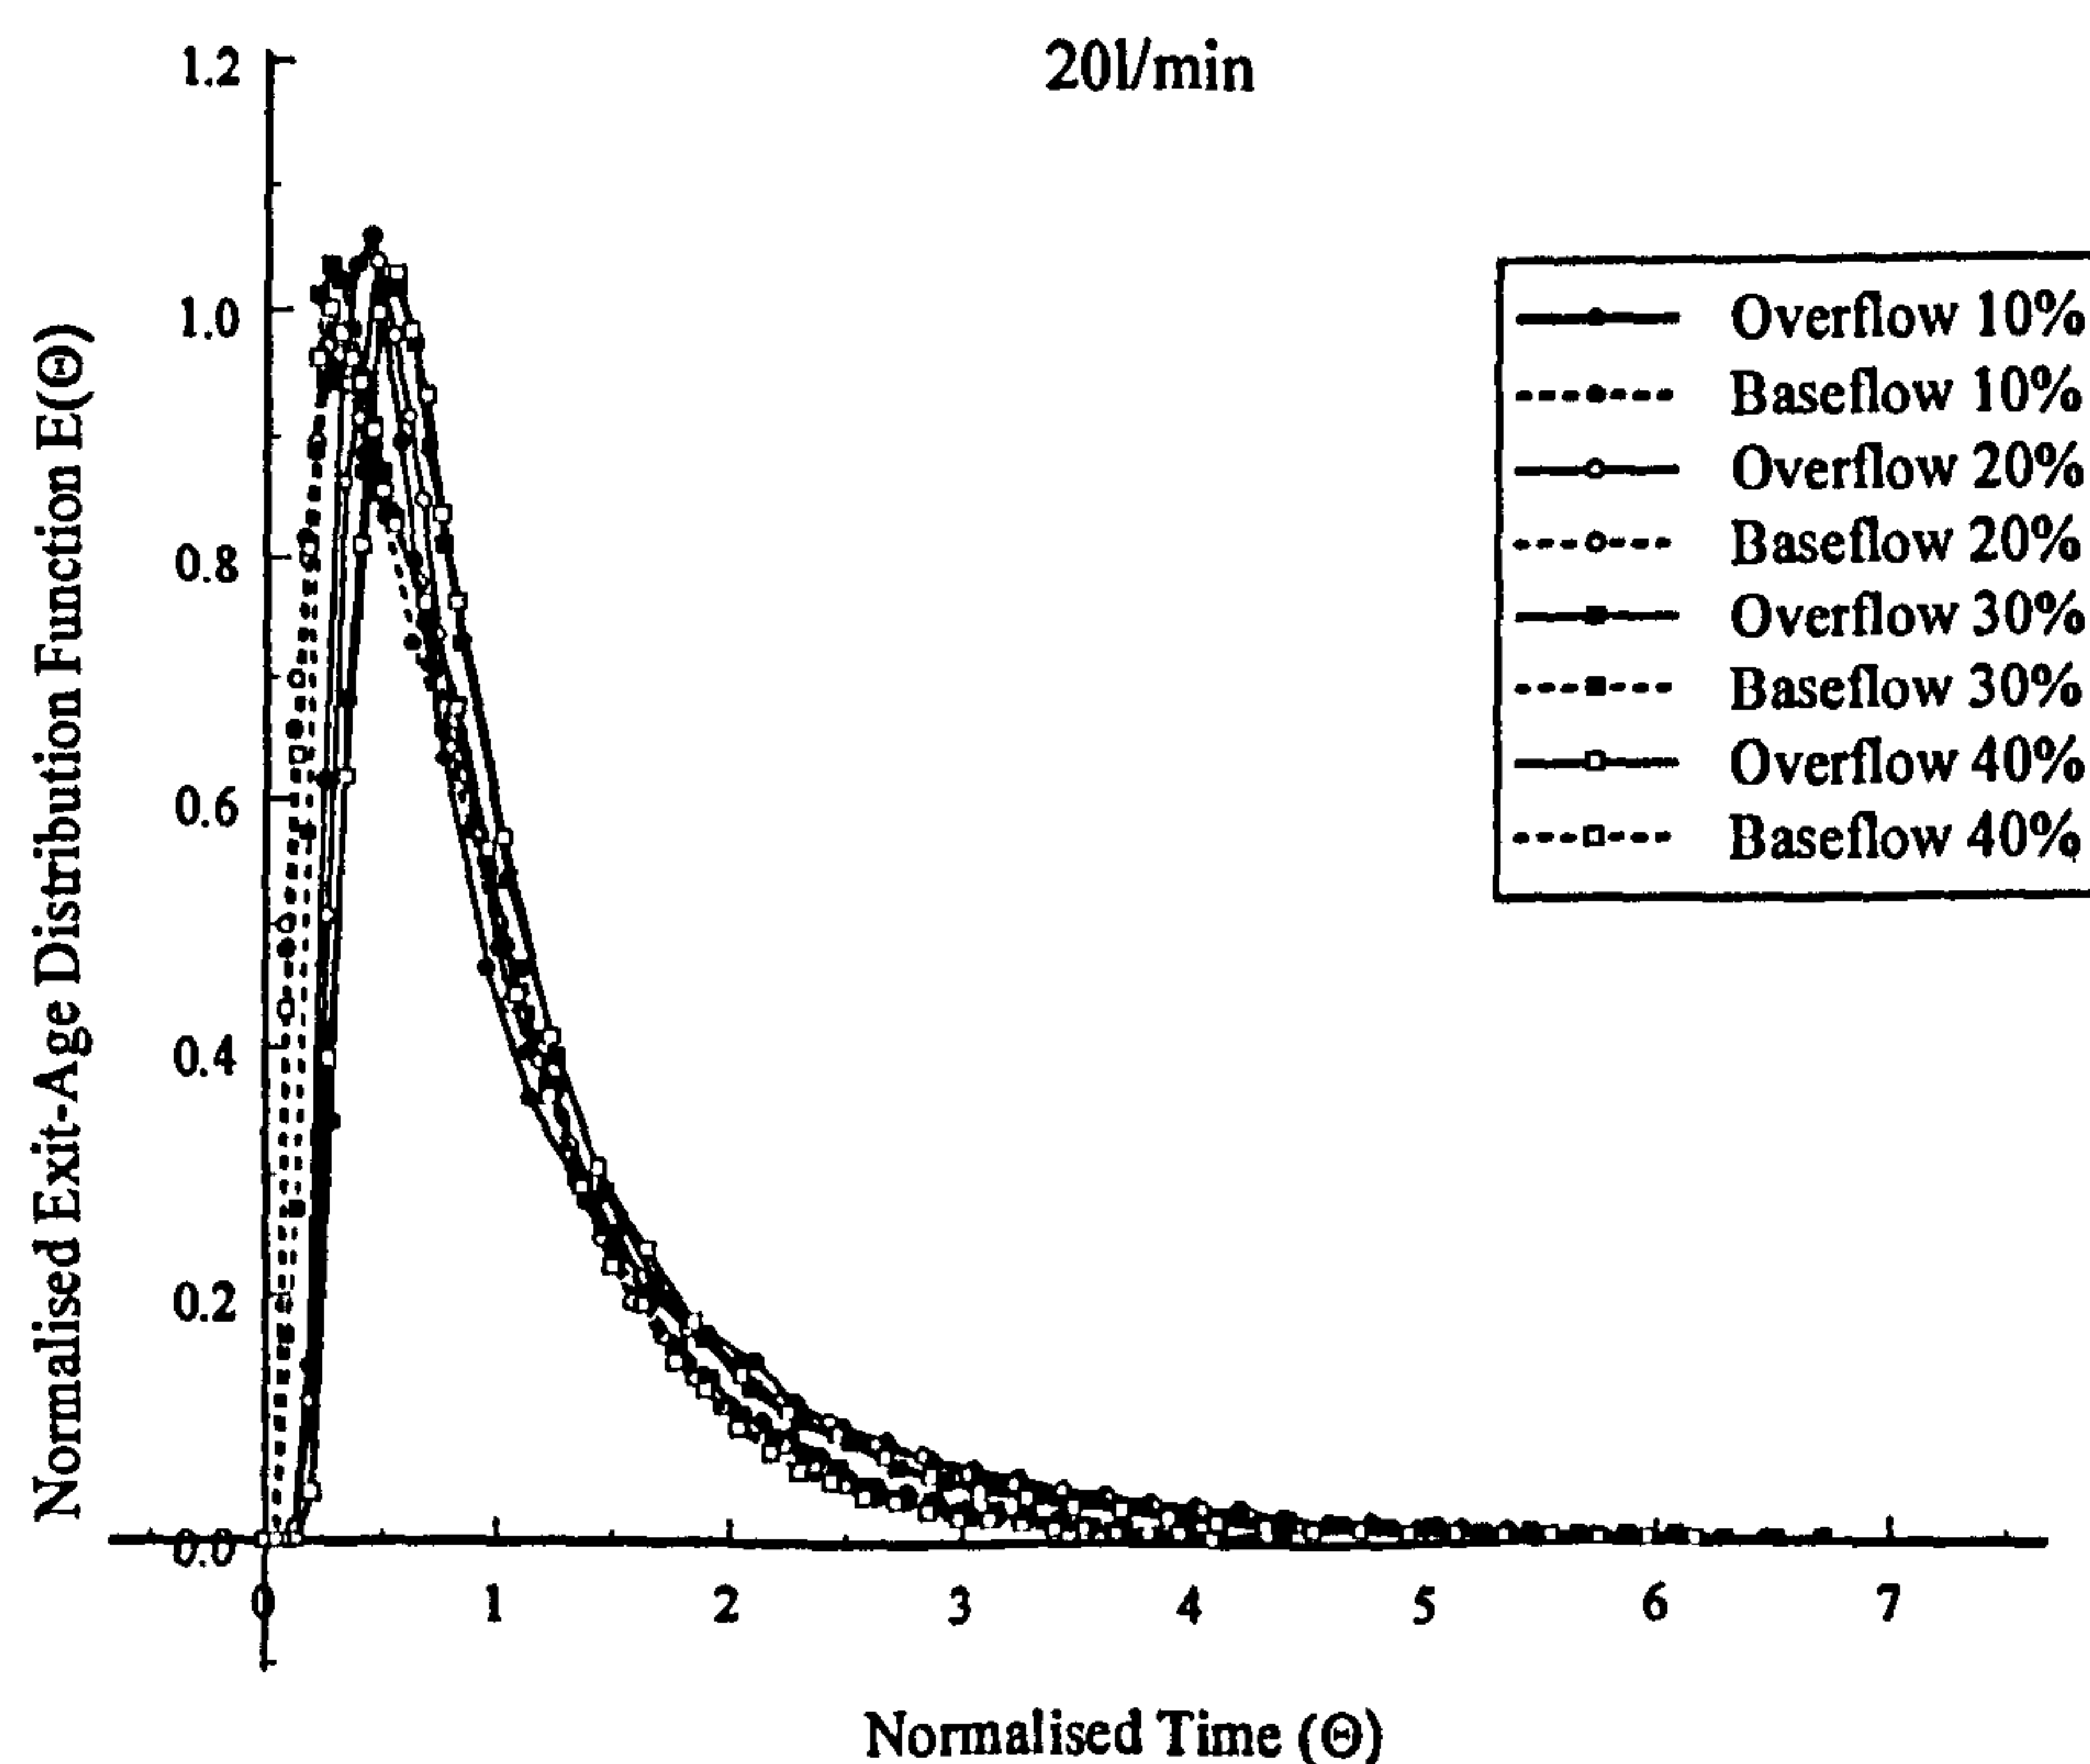 20l/min
Normalised Exit-Age Distribution Function E(Θ)
1.2
1.0
0.8
0.6
0.4
0.2
0.0
0 1 2 3 4 5 6 7
Normalised Time (Θ)
Overflow 10%
Baseflow 10%
Overflow 20%
Baseflow 20%
Overflow 30%
Baseflow 30%
Overflow 40%
Baseflow 40%